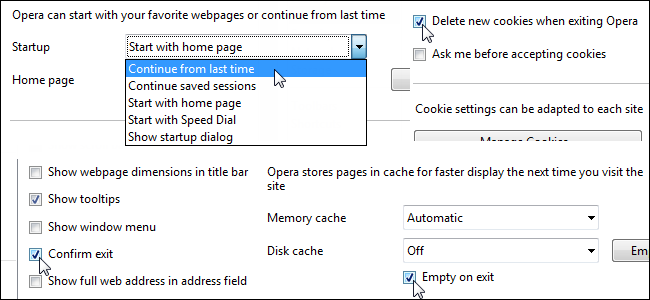 Opera can start with your favorite webpages or continue from last time
Startup
Start with home page
Continue from last time
Continue saved sessions
Start with home page
Start with Speed Dial
Show startup dialog
Home page
Delete new cookies when exiting Opera
Ask me before accepting cookies
Cookie settings can be adapted to each site
Manage Cookies
Show webpage dimensions in title bar
Show tooltips
Show window menu
Confirm exit
Show full web address in address field
Opera stores pages in cache for faster display the next time you visit the
site
Memory cache
Automatic
Disk cache
Off
Em
Empty on exit